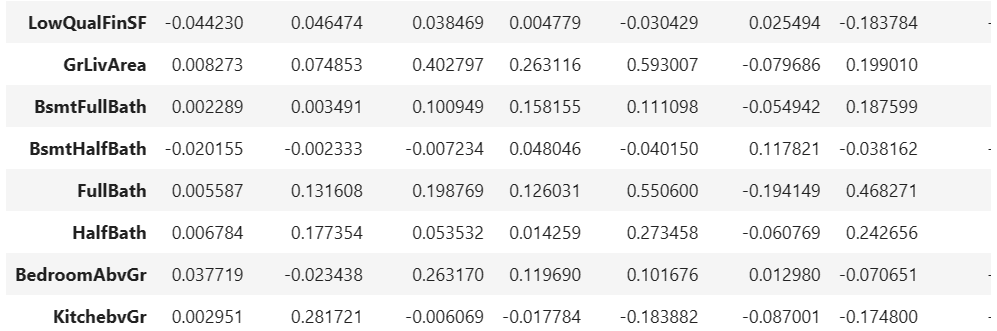 LowQualFinSF -0.044230 0.046474 0.038469 0.004779 -0.030429 0.025494 -0.183784 -
GrLivArea 0.008273 0.074853 0.402797 0.263116 0.593007 -0.079686 0.199010
BsmtFullBath 0.002289 0.003491 0.100949 0.158155 0.111098 -0.054942 0.187599
BsmtHalfBath -0.020155 -0.002333 -0.007234 0.048046 -0.040150 0.117821 -0.038162 -
FullBath 0.005587 0.131608 0.198769 0.126031 0.550600 -0.194149 0.468271
HalfBath 0.006784 0.177354 0.053532 0.014259 0.273458 -0.060769 0.242656
BedroomAbvGr 0.037719 -0.023438 0.263170 0.119690 0.101676 0.012980 -0.070651 -
KitchebvGr 0.002951 0.281721 -0.006069 -0.017784 -0.183882 -0.087001 -0.174800 -